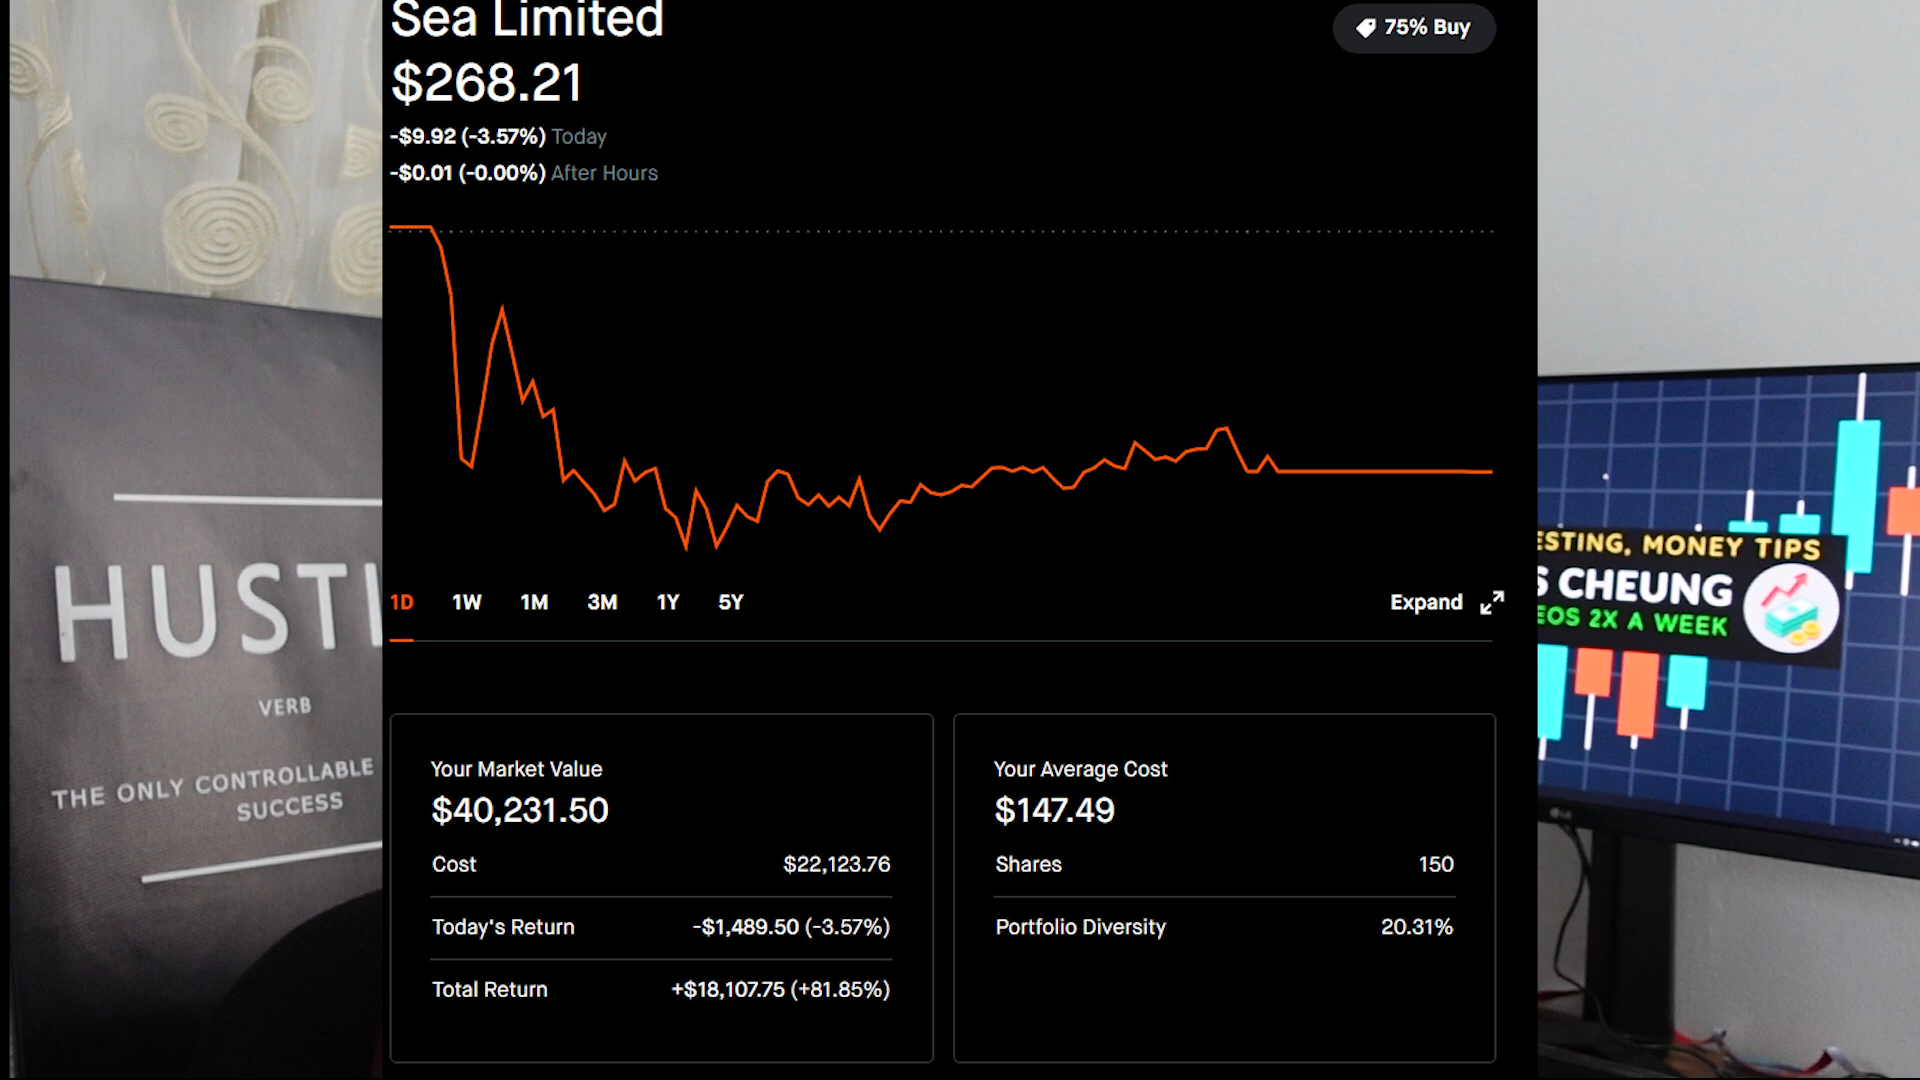 Sea Limited
75% Buy
$268.21
-$9.92 (-3.57%) Today
-$0.01 (-0.00%) After Hours
1D 1W 1M 3M 1Y 5Y
Expand
Your Market Value
$40,231.50
Cost $22,123.76
Today's Return -$1,489.50 (-3.57%)
Total Return +$18,107.75 (+81.85%)
Your Average Cost
$147.49
Shares 150
Portfolio Diversity 20.31%
HUSTL
VERB
THE ONLY CONTROLLABLE
SUCCESS
ESTING, MONEY TIPS
S CHEUNG
EOS 2X A WEEK